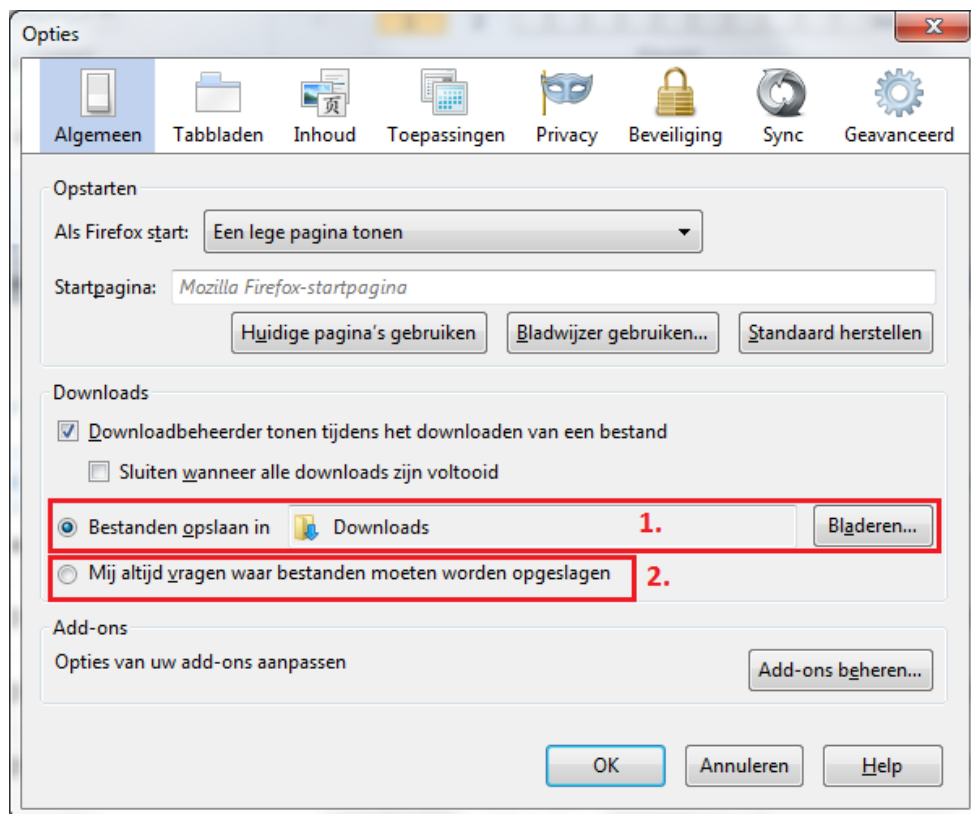 Opties
Algemeen Tabbladen Inhoud Toepassingen Privacy Beveiliging Sync Geavanceerd
页
Opstarten
Als Firefox start: Een lege pagina tonen
Startpagina: Mozilla Firefox-startpagina
Huidige pagina's gebruiken Bladwijzer gebruiken... Standaard herstellen
Downloads
Downloadbeheerder tonen tijdens het downloaden van een bestand
Sluiten wanneer alle downloads zijn voltooid
Bestanden opslaan in Downloads 1. Bladeren...
Mij altijd vragen waar bestanden moeten worden opgeslagen 2.
Add-ons
Opties van uw add-ons aanpassen
Add-ons beheren...
OK Annuleren Help